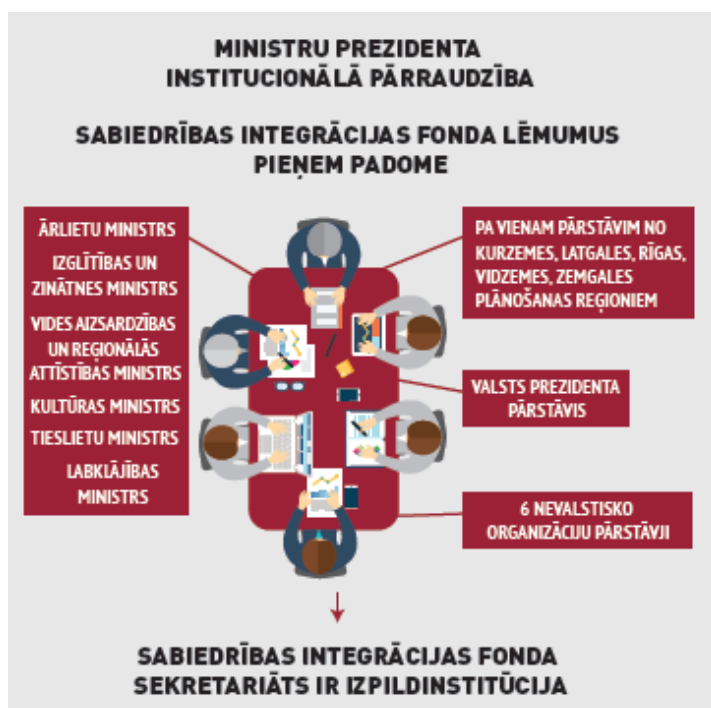 MINISTRU PREZIDENTA
INSTITUCIONĀLĀ PĀRRAUDZĪBA
SABIEDRĪBAS INTEGRĀCIJAS FONDA LĒMUMUS
PIEŅEM PADOME
ĀRLIETU MINISTRS
IZGLĪTĪBAS UN
ZINĀTNES MINISTRS
VIDES AIZSARDZĪBAS
UN REĢIONĀLĀS
ATTĪSTĪBAS MINISTRS
KULTŪRAS MINISTRS
TIESLIETU MINISTRS
LABKLĀJĪBAS
MINISTRS
PA VIENAM PĀRSTĀVIM NO
KURZEMES, LATGALES, RĪGAS,
VIDZEMES, ZEMGALES
PLĀNOŠANAS REĢIONIEM
VALSTS PREZIDENTA
PĀRSTĀVIS
6 NEVALSTISKO
ORGANIZĀCIJU PĀRSTĀVJI
SABIEDRĪBAS INTEGRĀCIJAS FONDA
SEKRETARIĀTS IR IZPILDINSTITŪCIJA